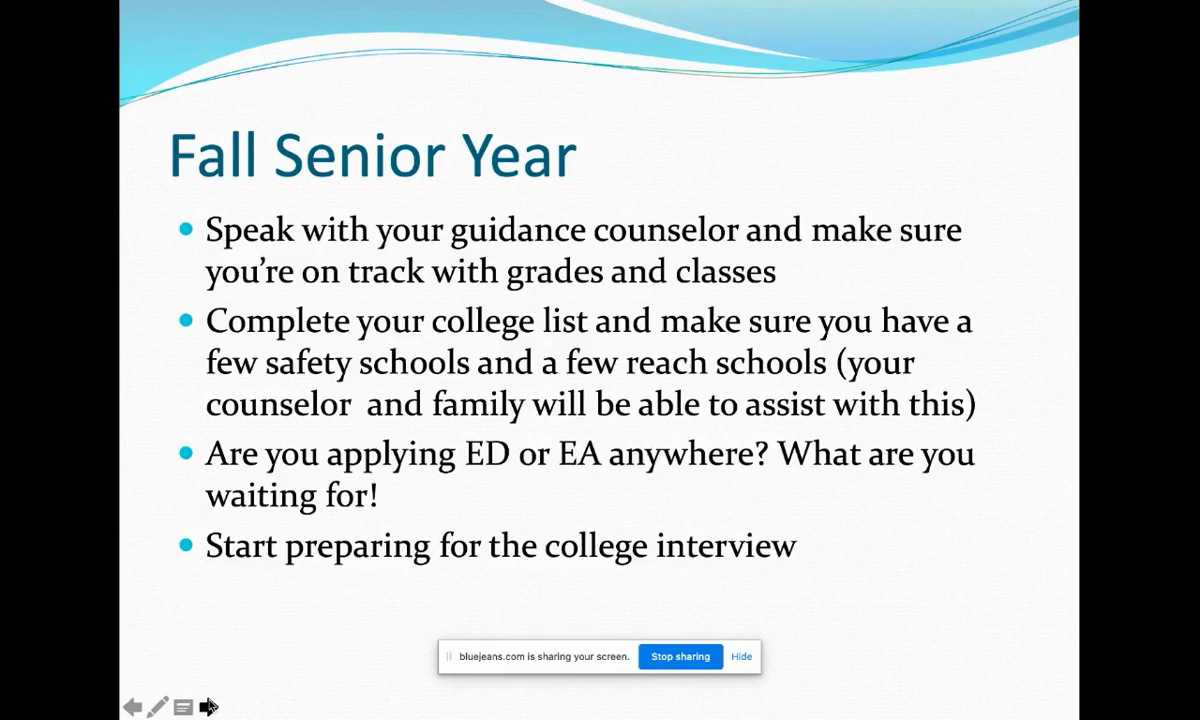 Fall Senior Year
• Speak with your guidance counselor and make sure
you're on track with grades and classes
• Complete your college list and make sure you have a
few safety schools and a few reach schools (your
counselor and family will be able to assist with this)
• Are you applying ED or EA anywhere? What are you
waiting for!
• Start preparing for the college interview
bluejeans.com is sharing your screen. Stop sharing Hide